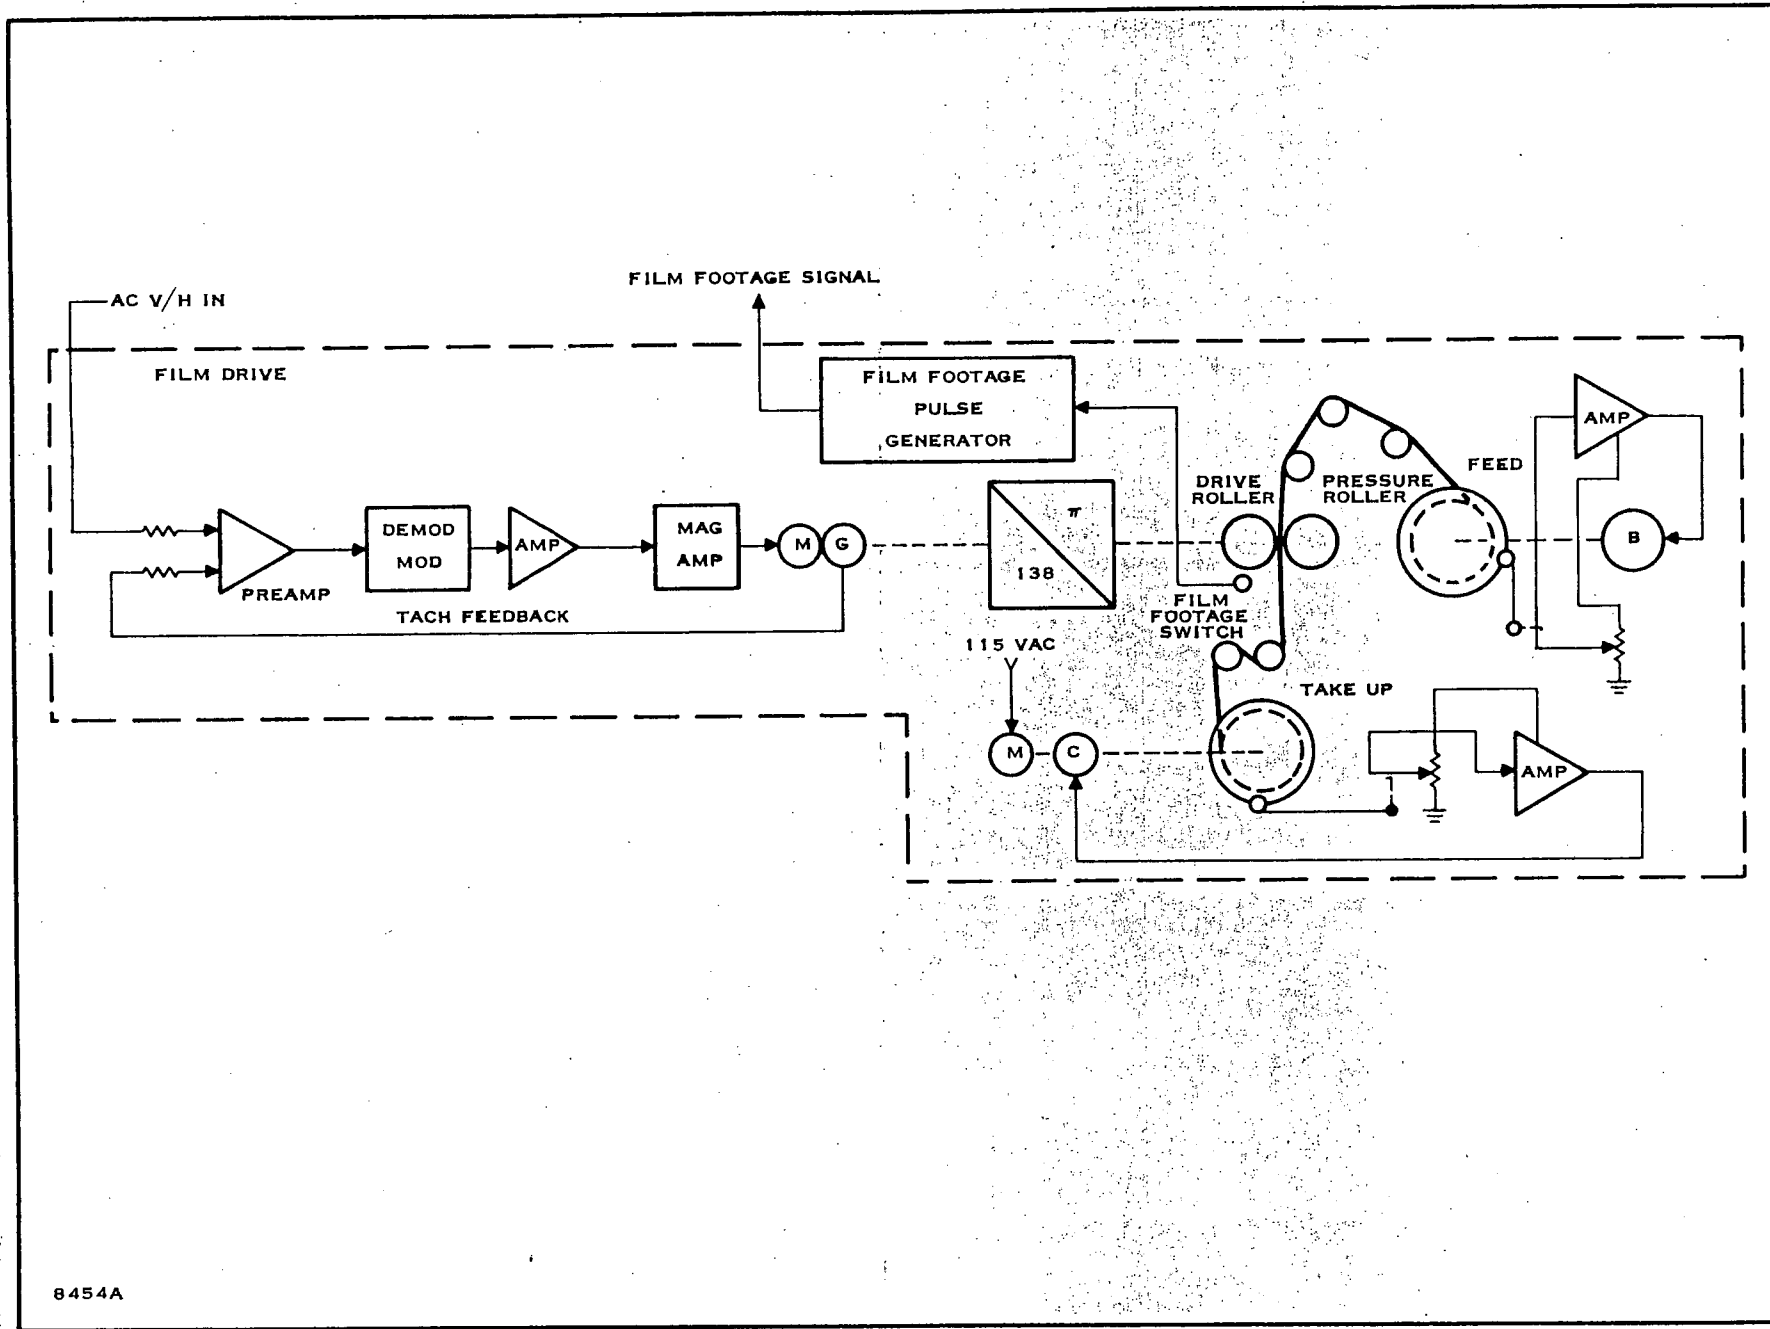 FILM FOOTAGE SIGNAL
AC V/H IN
FILM DRIVE
FILM FOOTAGE
PULSE
GENERATOR
AMP
FEED
DRIVE
ROLLER
PRESSURE
ROLLER
π
138
DEMOD
MOD
AMP
MAG
AMP
M
G
B
PREAMP
TACH FEEDBACK
FILM
FOOTAGE
SWITCH
115 VAC
TAKE UP
M
C
AMP
8454A